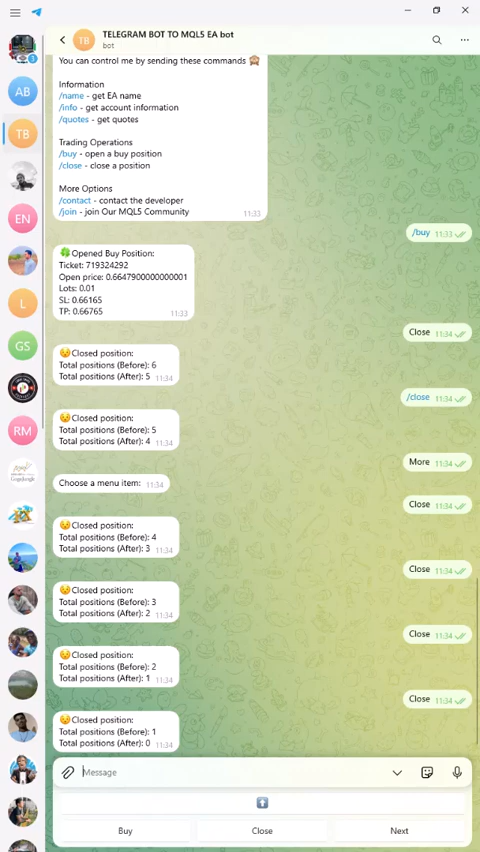 TELEGRAM BOT TO MQL5 EA bot
bot
3
AB
TB
EN
L
GS
RM
You can control me by sending these commands 🙈
Information
/name - get EA name
/info - get account information
/quotes - get quotes
Trading Operations
/buy - open a buy position
/close - close a position
More Options
/contact - contact the developer
/join - join Our MQL5 Community
11:33
/buy 11:33
🍀Opened Buy Position:
Ticket: 719324292
Open price: 0.6647900000000001
Lots: 0.01
SL: 0.66165
TP: 0.66765
11:33
Close 11:34
😥Closed position:
Total positions (Before): 6
Total positions (After): 5 11:34
/close 11:34
😥Closed position:
Total positions (Before): 5
Total positions (After): 4 11:34
More 11:34
Choose a menu item: 11:34
Close 11:34
😥Closed position:
Total positions (Before): 4
Total positions (After): 3 11:34
Close 11:34
😥Closed position:
Total positions (Before): 3
Total positions (After): 2 11:34
Close 11:34
😥Closed position:
Total positions (Before): 2
Total positions (After): 1 11:34
Close 11:34
😥Closed position:
Total positions (Before): 1
Total positions (After): 0 11:34
Message
⬆️
Buy Close Next